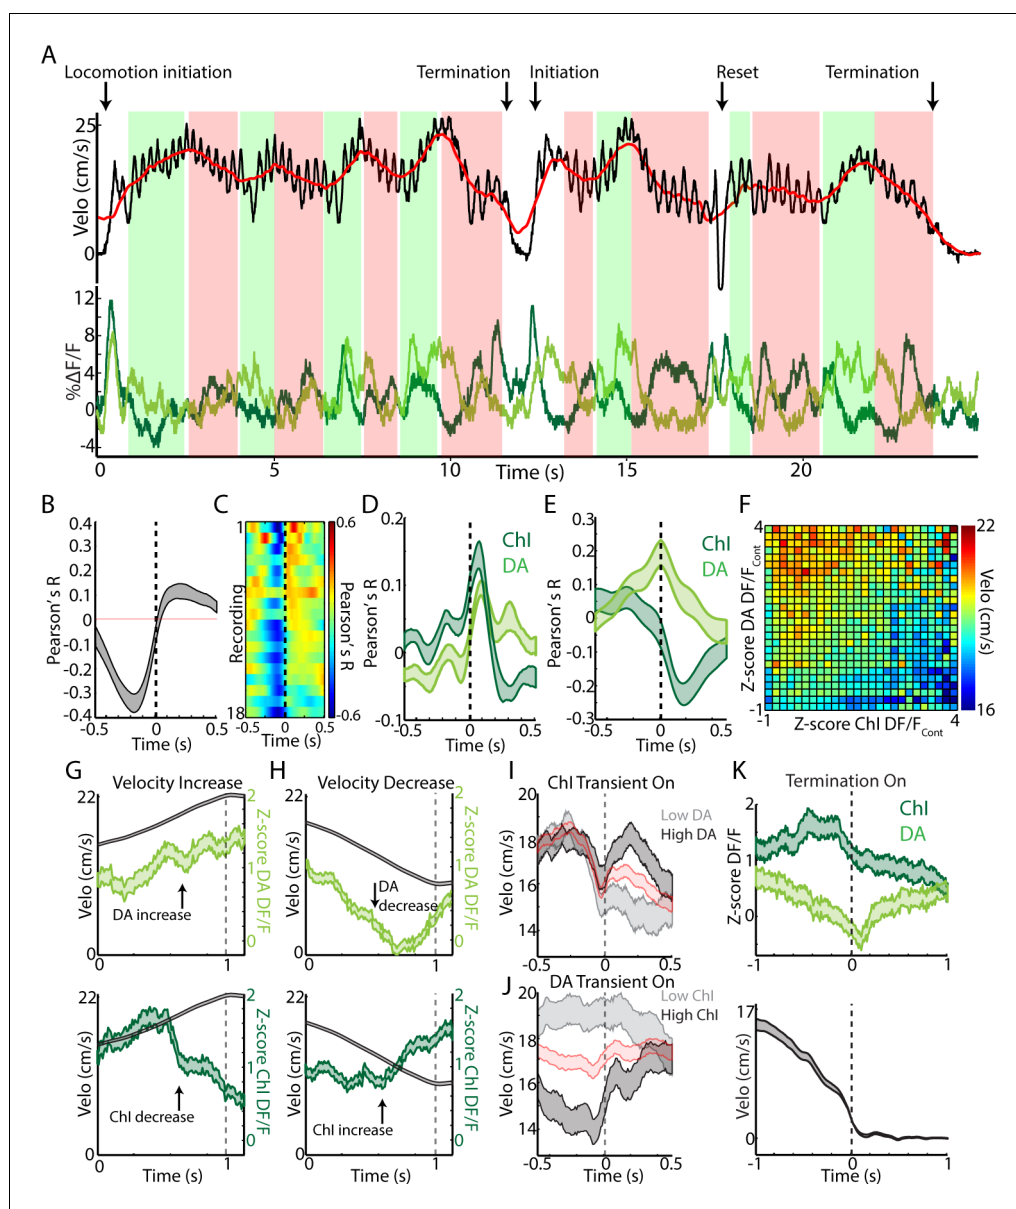 A
Locomotion initiation
Termination
Initiation
Reset
Termination
25
Velo (cm/s)
0
12
8
%ΔF/F
4
0
-4
0
5
10
15
20
Time (s)
B
0.4
0.3
0.2
0.1
0
-0.1
-0.2
-0.3
-0.4
Pearson's R
-0.5
0
0.5
Time (s)
C
1
Recording
18
0.6
Pearson's R
-0.6
0.5
0
0.5
Time (s)
D
0.2
0.1
0
-0.1
Pearson's R
ChI
DA
-0.5
0
0.5
Time (s)
E
0.3
0.2
0.1
0
-0.1
-0.2
-0.3
Pearson's R
ChI
DA
-0.5
0
0.5
Time (s)
F
4
Z-score DA DF/FCont
-1
-1
Z-score ChI DF/FCont
4
22
Velo (cm/s)
16
G
Velocity Increase
22
Velo (cm/s)
0
DA increase
2
1
0
Z-score DA DF/F
0
1
22
Velo (cm/s)
0
ChI decrease
2
1
0
Z-score ChI DF/F
0
1
Time (s)
H
Velocity Decrease
22
Velo (cm/s)
0
DA
decrease
2
1
0
Z-score DA DF/F
0
1
22
Velo (cm/s)
0
ChI increase
2
1
0
Z-score ChI DF/F
0
1
Time (s)
I
ChI Transient On
20
18
16
14
Velo (cm/s)
Low DA
High DA
-0.5
0
0.5
J
DA Transient On
20
18
16
14
Velo (cm/s)
Low ChI
High ChI
-0.5
0
0.5
Time (s)
K
Termination On
2
1
0
Z-score DF/F
ChI
DA
-1
0
1
17
Velo (cm/s)
0
-1
0
1
Time (s)